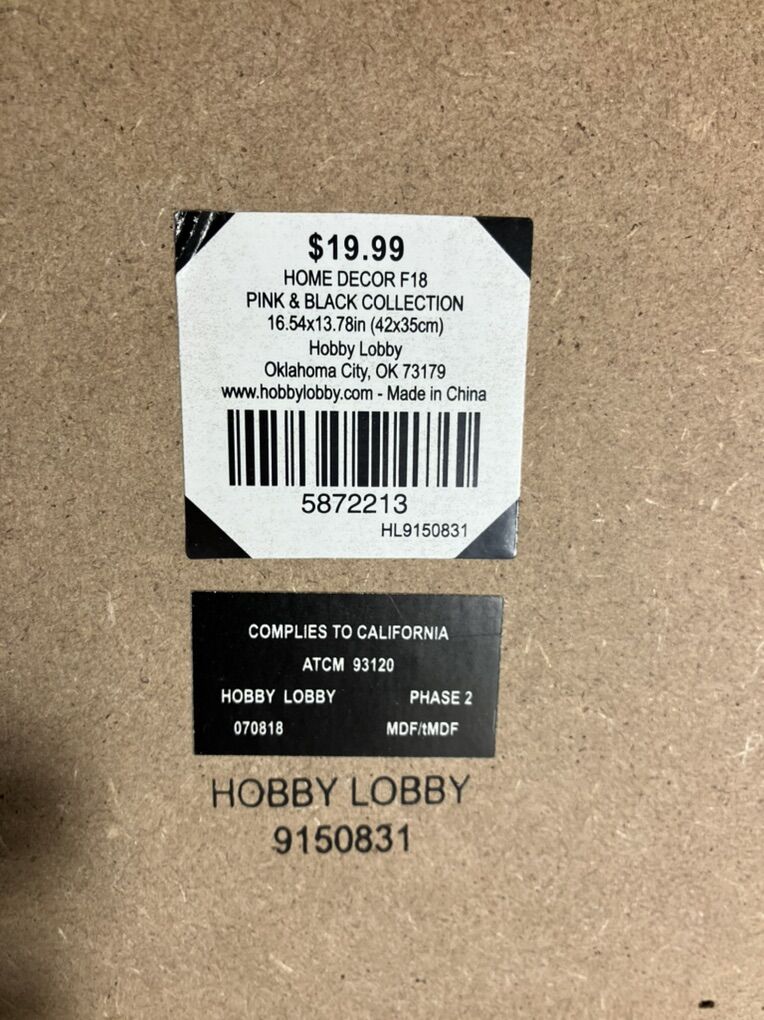 $19.99
HOME DECOR F18
PINK & BLACK COLLECTION
16.54x13.78in (42x35cm)
Hobby Lobby
Oklahoma City, OK 73179
www.hobbylobby.com - Made in China
5872213
HL9150831
COMPLIES TO CALIFORNIA
ATCM 93120
HOBBY LOBBY PHASE 2
070818 MDF/tMDF
HOBBY LOBBY
9150831